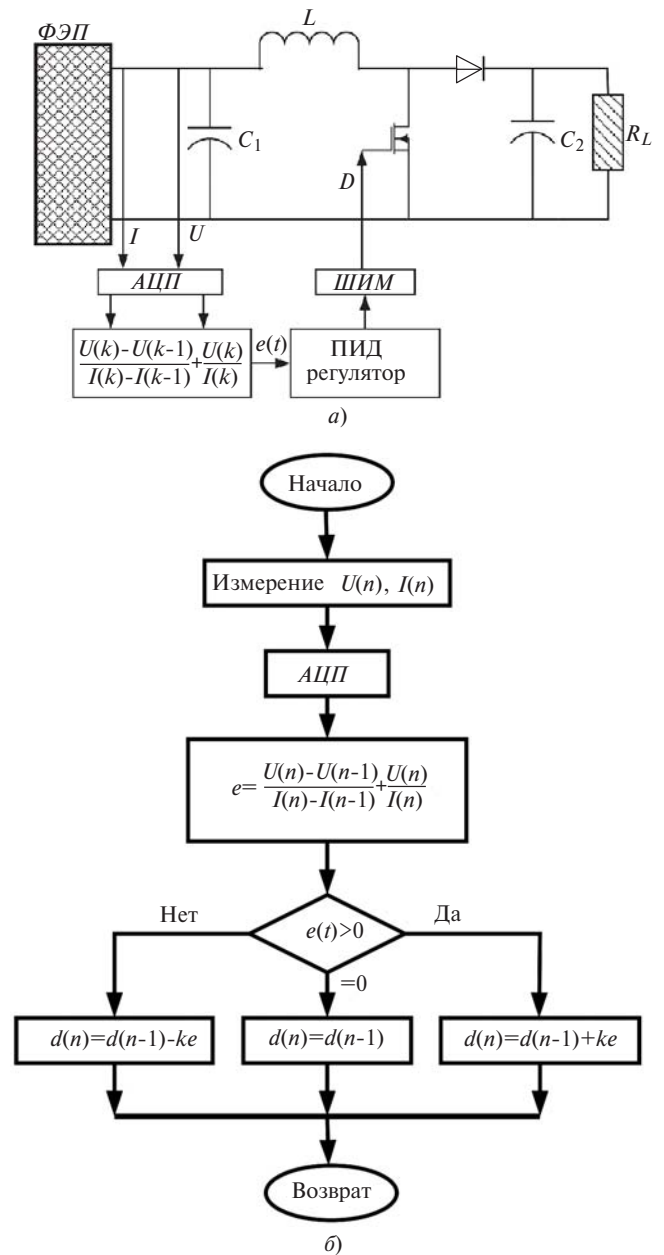 ФЭП
L
C1
C2
RL
D
I
U
АЦП
ШИМ
U(k)-U(k-1)/I(k)-I(k-1)+U(k)/I(k)
e(t)
ПИД
регулятор
а)
Начало
Измерение U(n), I(n)
АЦП
e=U(n)-U(n-1)/I(n)-I(n-1)+U(n)/I(n)
Нет
e(t)>0
Да
=0
d(n)=d(n-1)-ke
d(n)=d(n-1)
d(n)=d(n-1)+ke
Возврат
б)